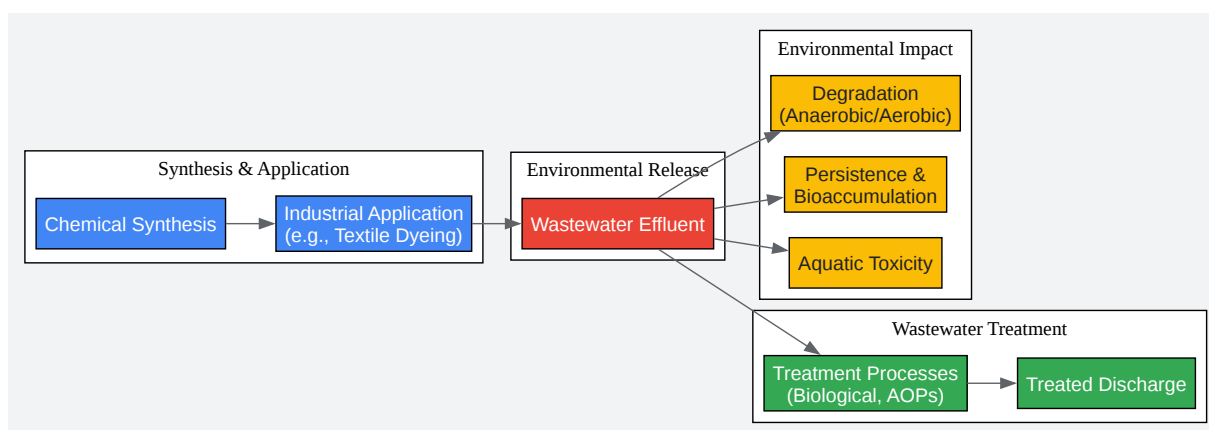 Synthesis & Application
Chemical Synthesis
Industrial Application
(e.g., Textile Dyeing)
Environmental Release
Wastewater Effluent
Environmental Impact
Degradation
(Anaerobic/Aerobic)
Persistence &
Bioaccumulation
Aquatic Toxicity
Wastewater Treatment
Treatment Processes
(Biological, AOPs)
Treated Discharge